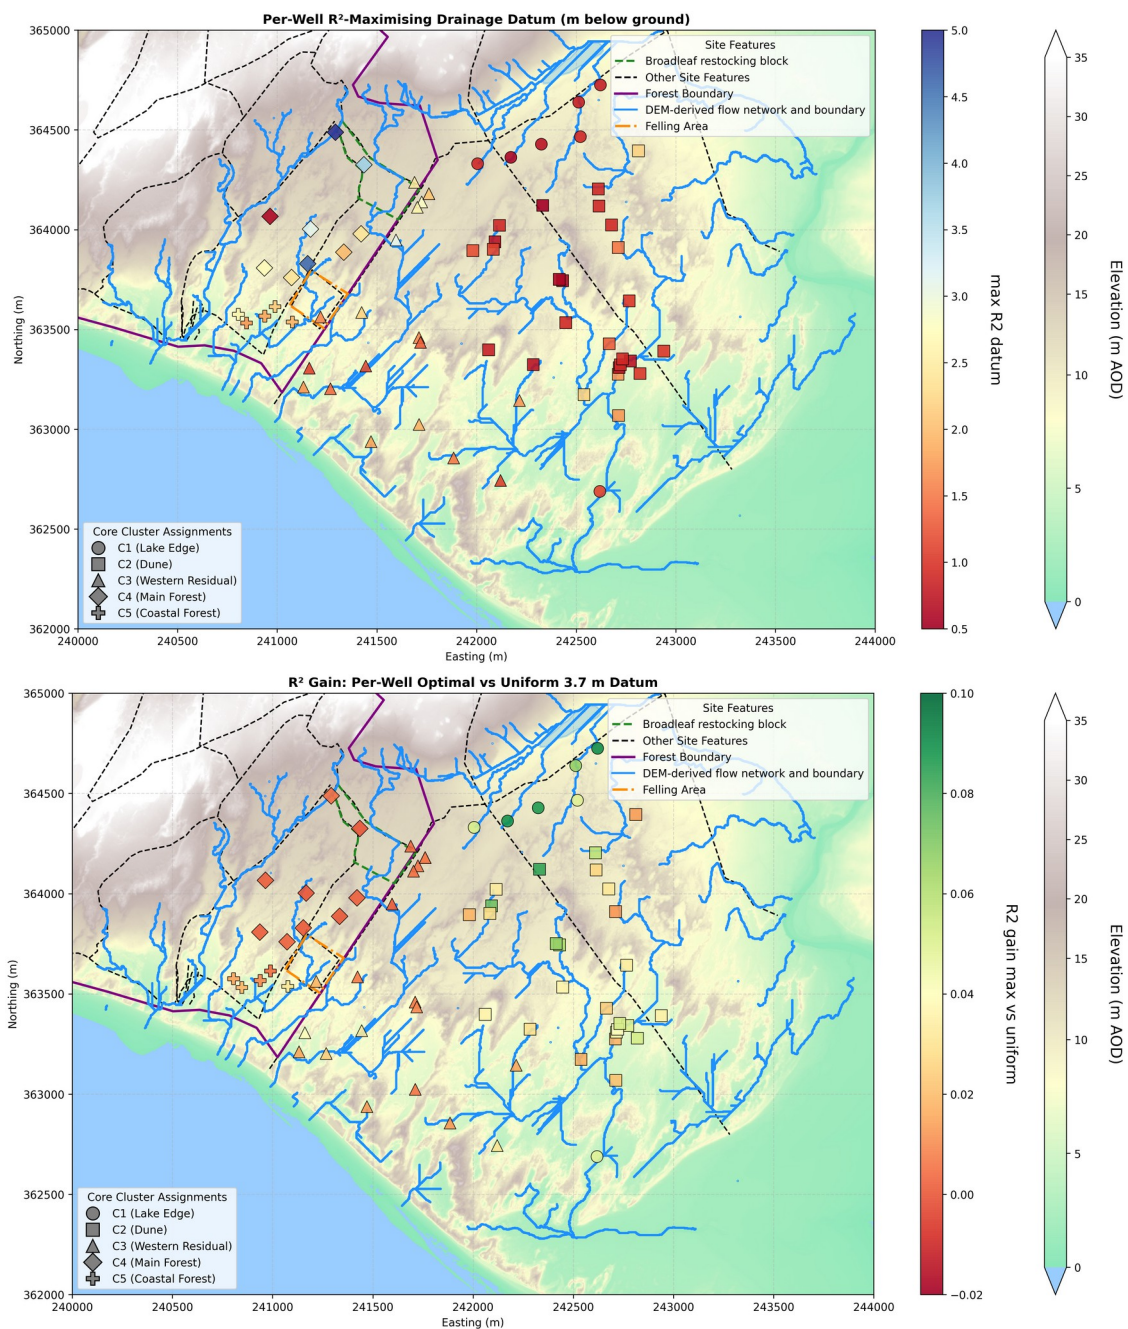 Per-Well R²-Maximising Drainage Datum (m below ground)
365000
364500
364000
363500
363000
362500
362000
Northing (m)
240000
240500
241000
241500
242000
242500
243000
243500
244000
Easting (m)
Site Features
Broadleaf restocking block
Other Site Features
Forest Boundary
DEM-derived flow network and boundary
Felling Area
Core Cluster Assignments
C1 (Lake Edge)
C2 (Dune)
C3 (Western Residual)
C4 (Main Forest)
C5 (Coastal Forest)
5.0
4.5
4.0
3.5
3.0
2.5
2.0
1.5
1.0
0.5
max R2 datum
35
30
25
20
15
10
5
0
Elevation (m AOD)
R² Gain: Per-Well Optimal vs Uniform 3.7 m Datum
365000
364500
364000
363500
363000
362500
362000
Northing (m)
240000
240500
241000
241500
242000
242500
243000
243500
244000
Easting (m)
Site Features
Broadleaf restocking block
Other Site Features
Forest Boundary
DEM-derived flow network and boundary
Felling Area
Core Cluster Assignments
C1 (Lake Edge)
C2 (Dune)
C3 (Western Residual)
C4 (Main Forest)
C5 (Coastal Forest)
0.10
0.08
0.06
0.04
0.02
0.00
−0.02
R2 gain max vs uniform
35
30
25
20
15
10
5
0
Elevation (m AOD)